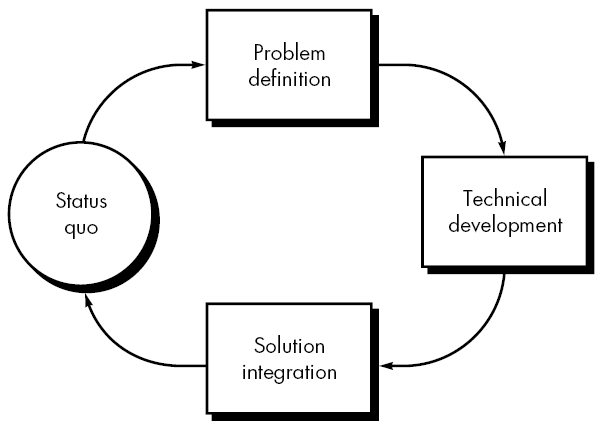 Problem
definition
Technical
development
Status
quo
Solution
integration